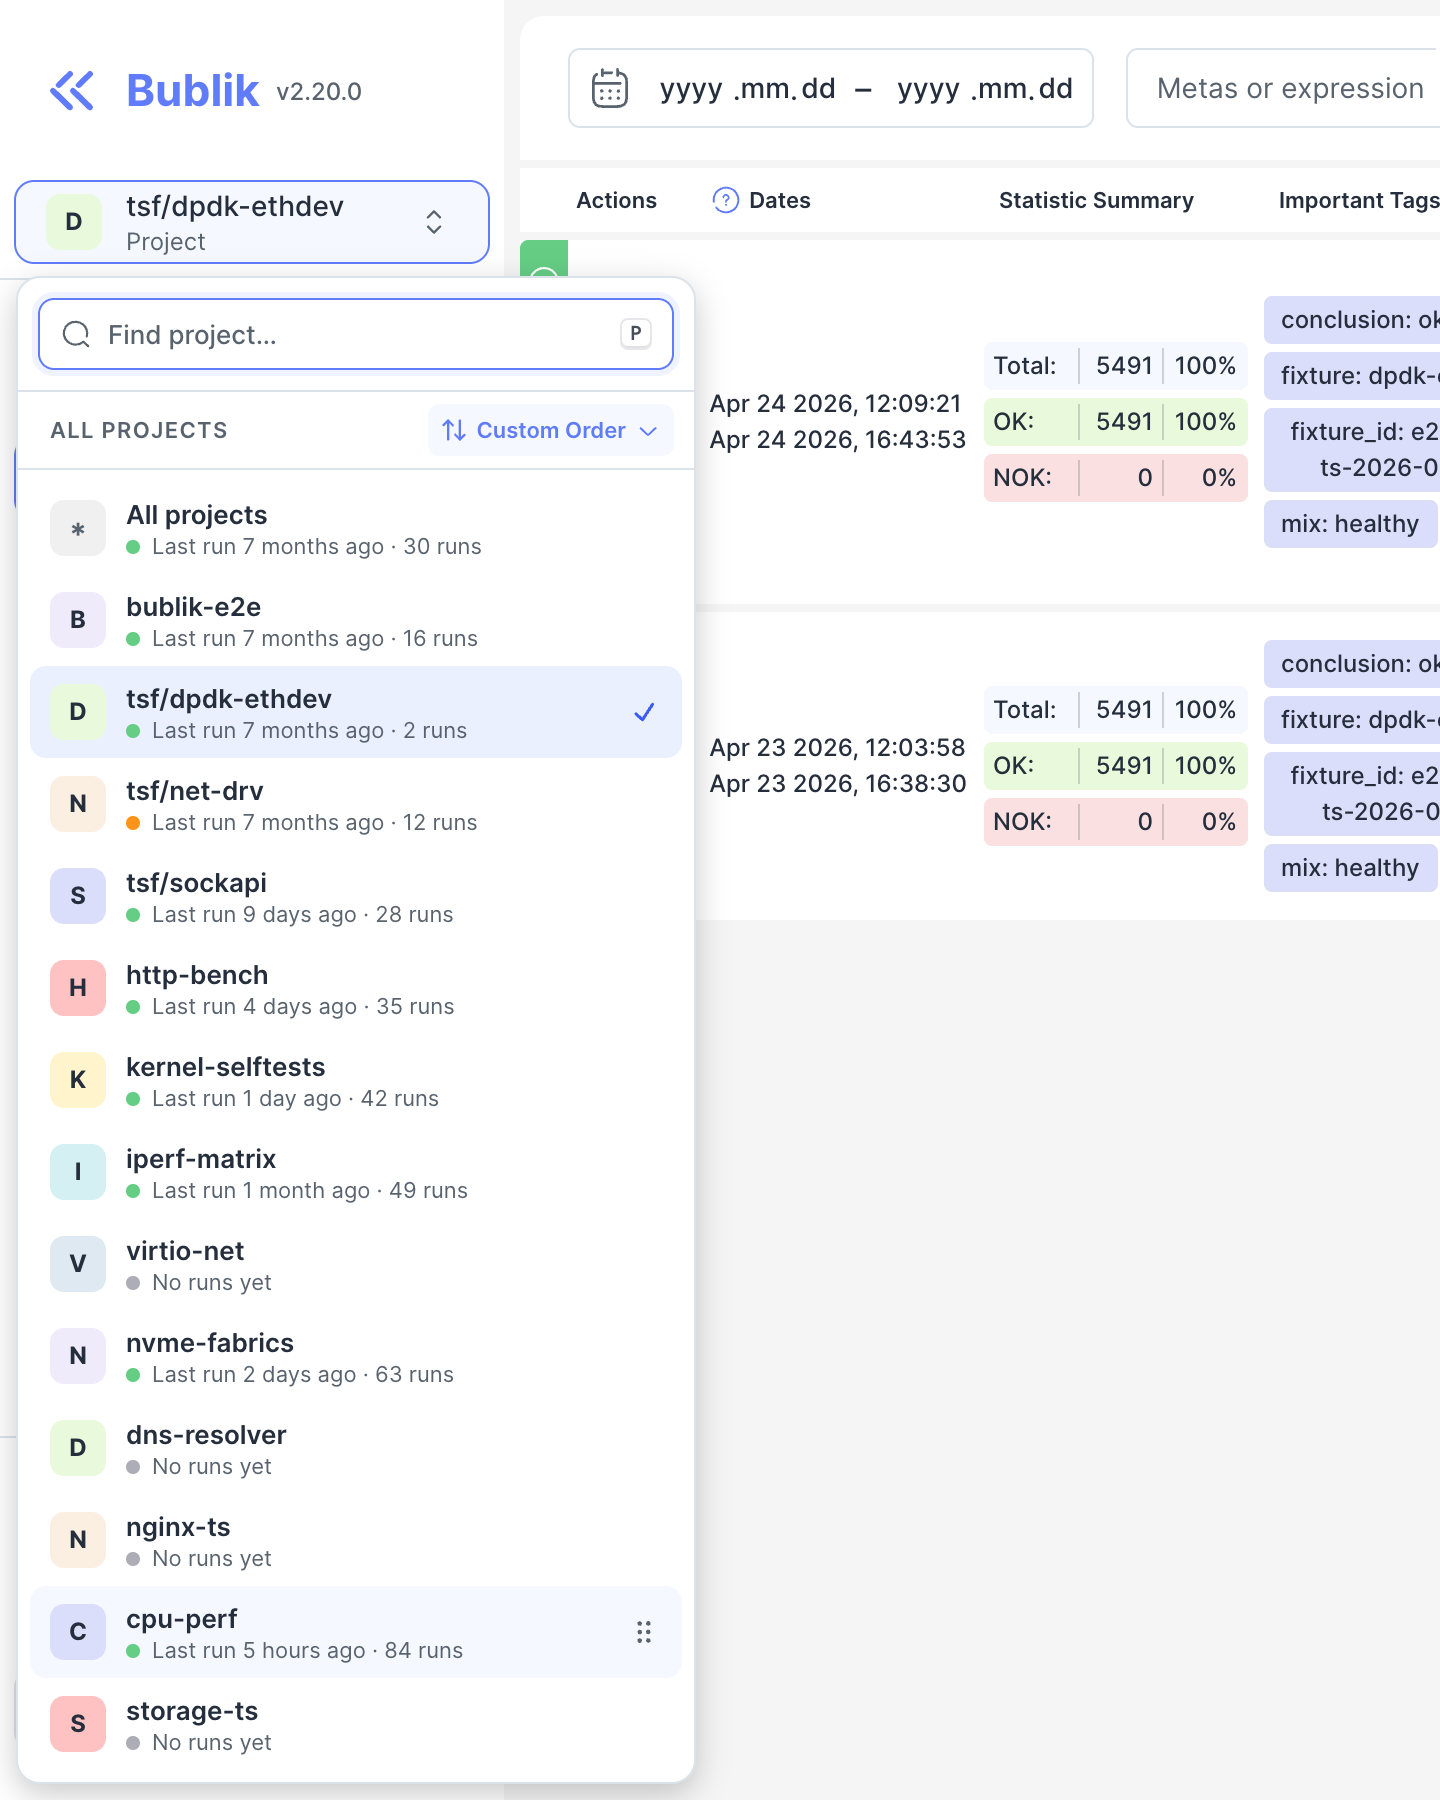 Bublik v2.20.0
yyyy .mm.dd – yyyy .mm.dd
Metas or expression
D
tsf/dpdk-ethdev
Project
Actions
Dates
Statistic Summary
Important Tags
Find project...
P
ALL PROJECTS
Custom Order
*
All projects
Last run 7 months ago · 30 runs
B
bublik-e2e
Last run 7 months ago · 16 runs
D
tsf/dpdk-ethdev
Last run 7 months ago · 2 runs
N
tsf/net-drv
Last run 7 months ago · 12 runs
S
tsf/sockapi
Last run 9 days ago · 28 runs
H
http-bench
Last run 4 days ago · 35 runs
K
kernel-selftests
Last run 1 day ago · 42 runs
I
iperf-matrix
Last run 1 month ago · 49 runs
V
virtio-net
No runs yet
N
nvme-fabrics
Last run 2 days ago · 63 runs
D
dns-resolver
No runs yet
N
nginx-ts
No runs yet
C
cpu-perf
Last run 5 hours ago · 84 runs
S
storage-ts
No runs yet
Apr 24 2026, 12:09:21
Apr 24 2026, 16:43:53
Total: 5491 100%
OK: 5491 100%
NOK: 0 0%
conclusion: ok
fixture: dpdk-
fixture_id: e2
ts-2026-0
mix: healthy
Apr 23 2026, 12:03:58
Apr 23 2026, 16:38:30
Total: 5491 100%
OK: 5491 100%
NOK: 0 0%
conclusion: ok
fixture: dpdk-
fixture_id: e2
ts-2026-0
mix: healthy